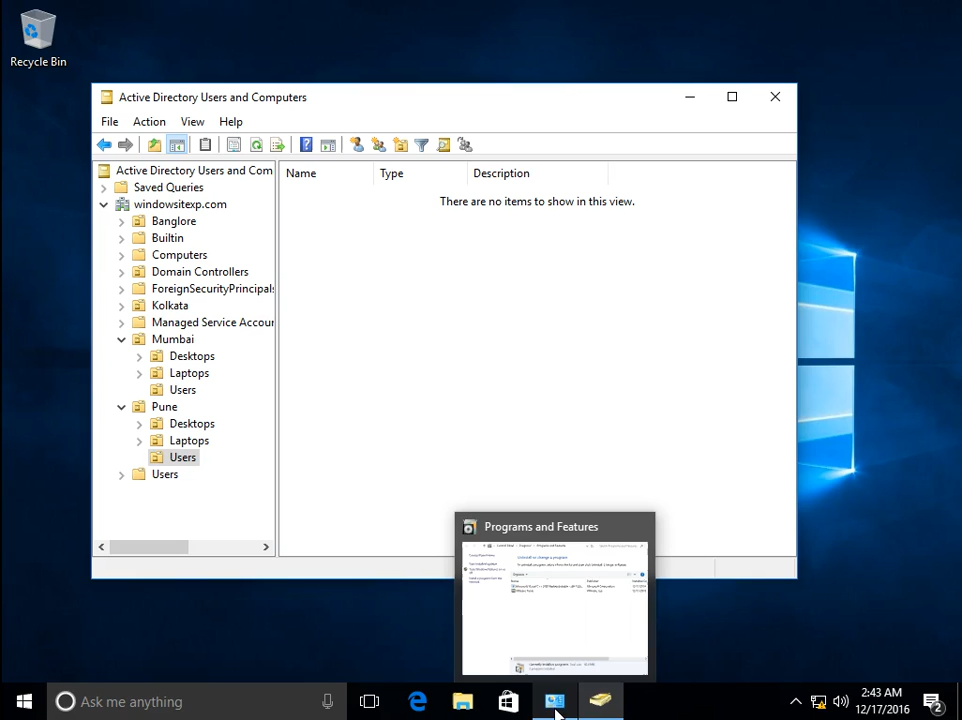 Recycle Bin
Active Directory Users and Computers
File Action View Help
Active Directory Users and Com
Name Type Description
Saved Queries
There are no items to show in this view.
windowsitexp.com
Banglore
Builtin
Computers
Domain Controllers
ForeignSecurityPrincipals
Kolkata
Managed Service Accour
Mumbai
Desktops
Laptops
Users
Pune
Desktops
Laptops
Users
Users
Programs and Features
Ask me anything
2:43 AM
12/17/2016
2